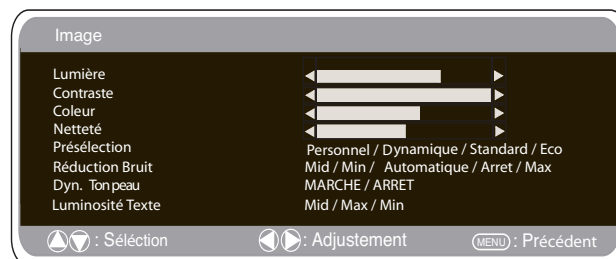 Image
Lumière
Contraste
Coleur
Netteté
Présélection Personnel / Dynamique / Standard / Eco
Réduction Bruit Mid / Min / Automatique / Arret / Max
Dyn. Ton peau MARCHE / ARRET
Luminosité Texte Mid / Max / Min
: Séléction : Adjustement MENU : Précédent